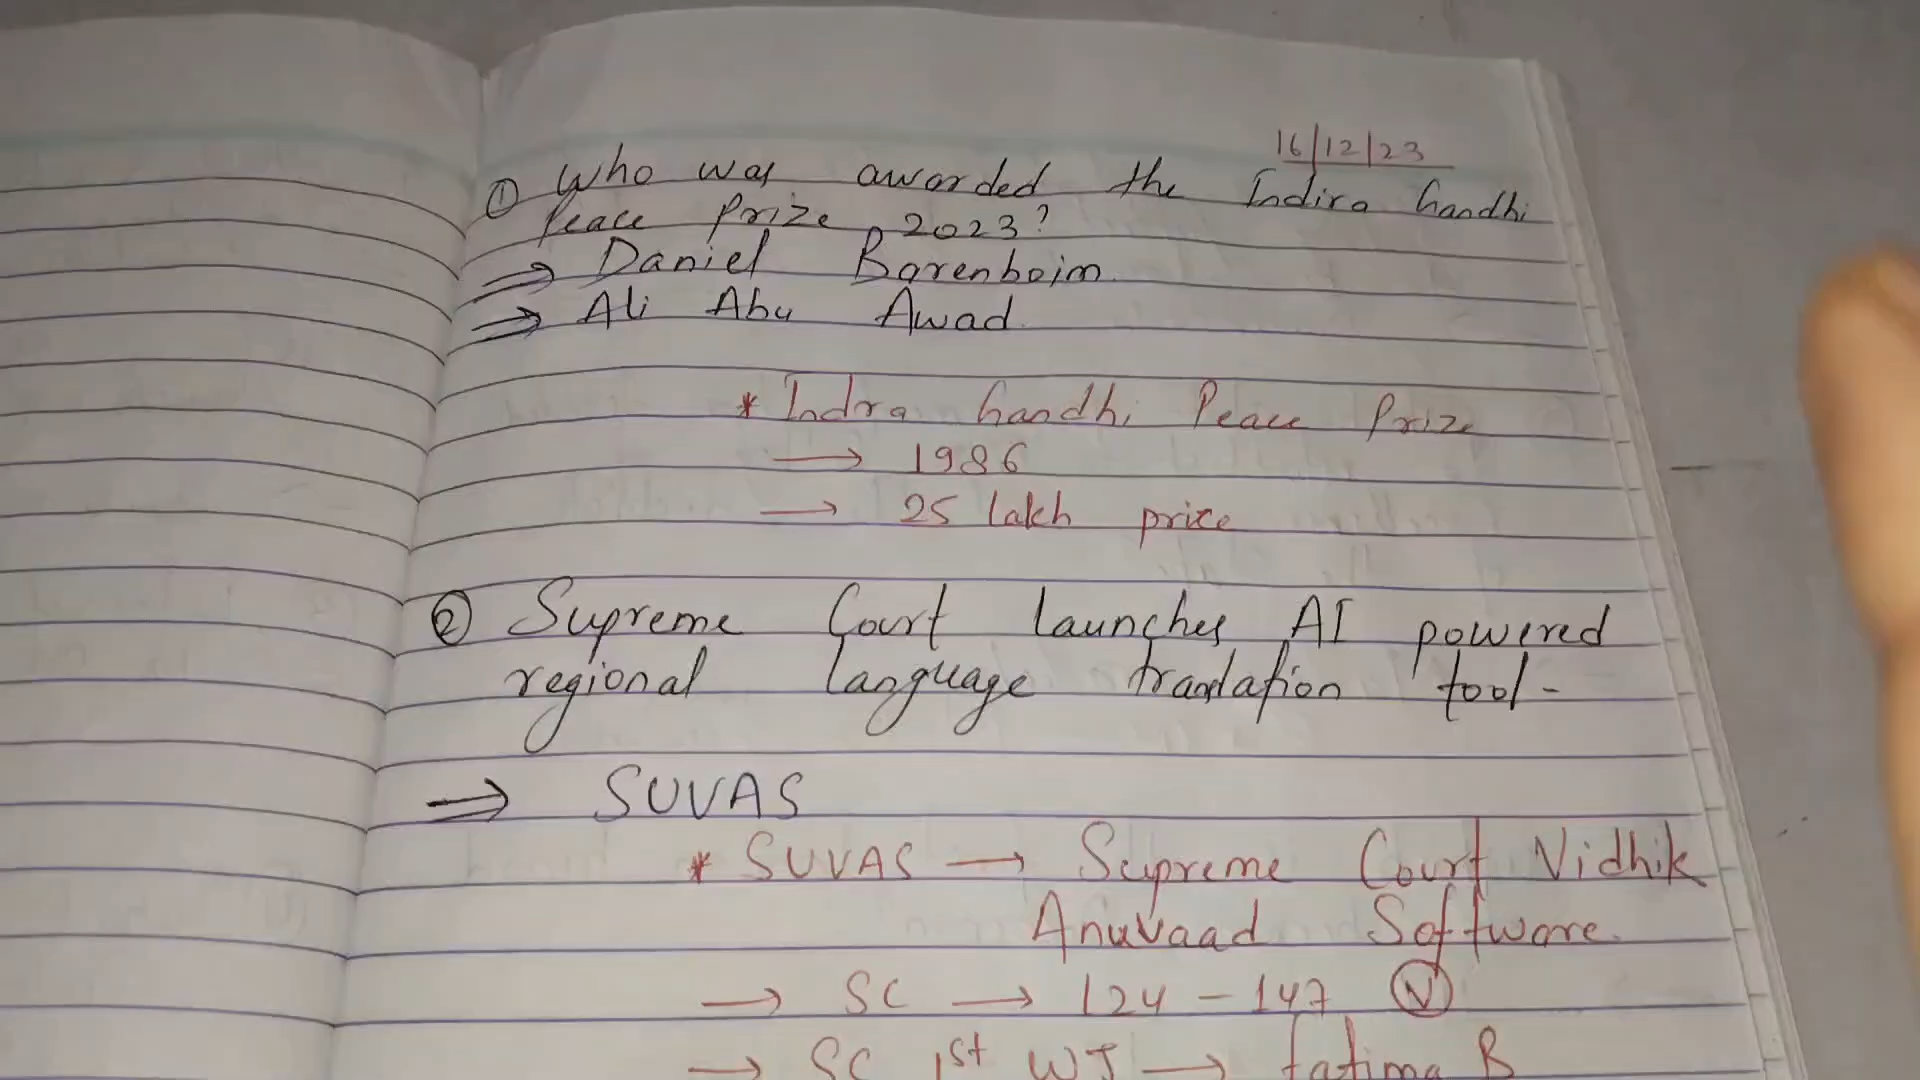 16/12/23
① Who was awarded the Indira Gandhi
Peace Prize 2023?
⇒ Daniel Barenboim
⇒ Ali Abu Awad
* Indra Gandhi Peace Prize
→ 1986
→ 25 lakh price
② Supreme Court launches AI powered
regional language translation tool-
⇒ SUVAS
* SUVAS → Supreme Court Vidhik
Anuvaad Software.
→ SC → 124 - 147 Ⓥ
→ SC 1st WJ → fatima B